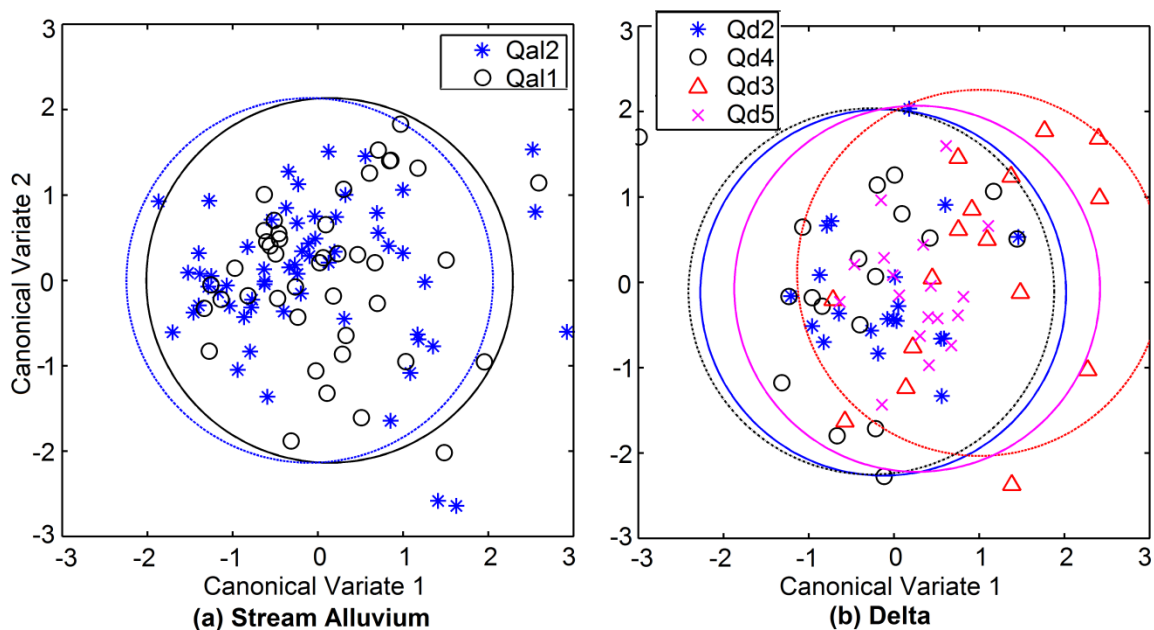 3
2
1
0
-1
-2
-3
Canonical Variate 2
-3 -2 -1 0 1 2 3
Canonical Variate 1
(a) Stream Alluvium
Qal2
Qal1
3
2
1
0
-1
-2
-3
-3 -2 -1 0 1 2 3
Canonical Variate 1
(b) Delta
Qd2
Qd4
Qd3
Qd5